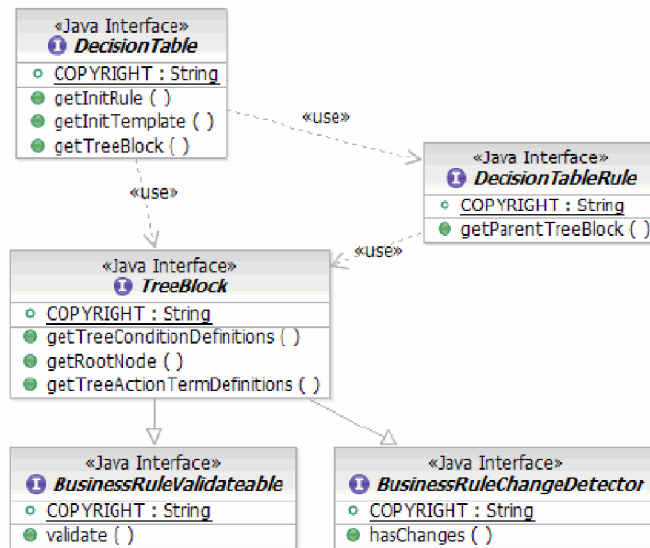 «Java Interface»
DecisionTable
COPYRIGHT : String
getInitRule ( )
getInitTemplate ( )
getTreeBlock ( )
«use»
«Java Interface»
DecisionTableRule
COPYRIGHT : String
getParentTreeBlock ( )
«use»
«use»
«Java Interface»
TreeBlock
COPYRIGHT : String
getTreeConditionDefinitions ( )
getRootNode ( )
getTreeActionTermDefinitions ( )
«Java Interface»
BusinessRuleValidateable
COPYRIGHT : String
validate ( )
«Java Interface»
BusinessRuleChangeDetector
COPYRIGHT : String
hasChanges ( )